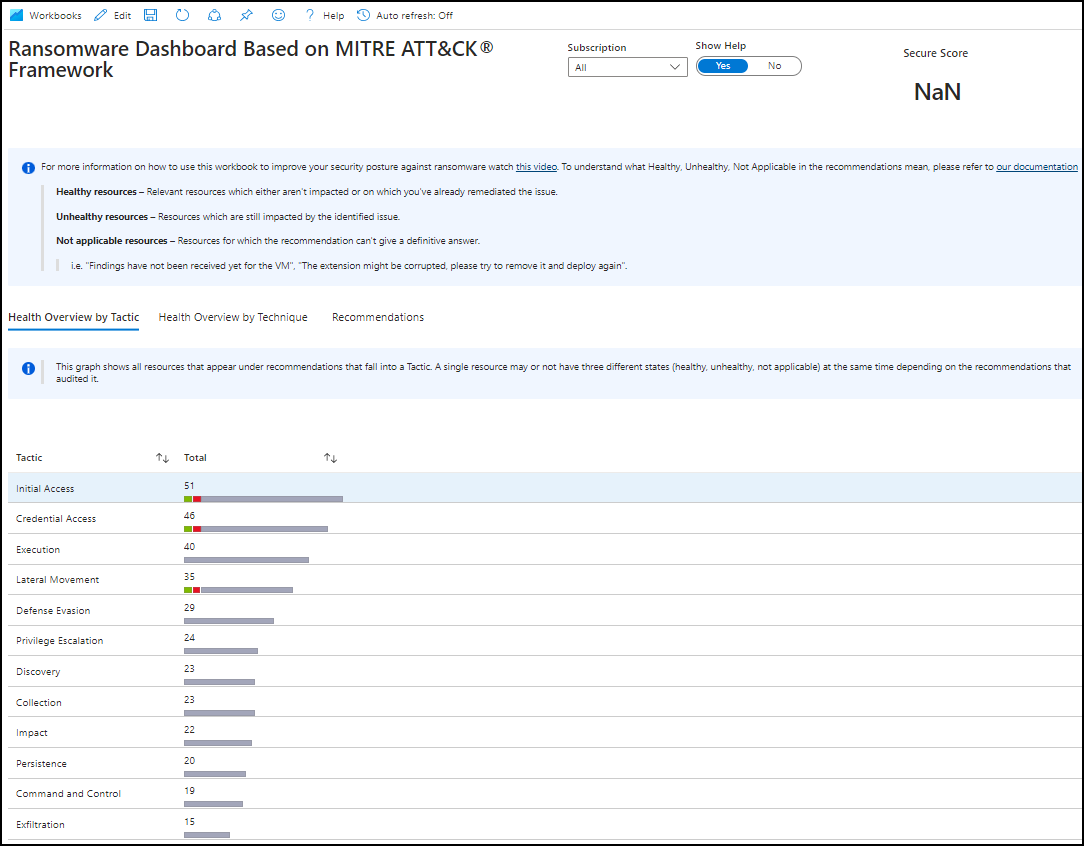 Workbooks Edit Help Auto refresh: Off
Ransomware Dashboard Based on MITRE ATT&CK®
Framework
Subscription
All
Show Help
Yes No
Secure Score
NaN
For more information on how to use this workbook to improve your security posture against ransomware watch this video. To understand what Healthy, Unhealthy, Not Applicable in the recommendations mean, please refer to our documentation
Healthy resources – Relevant resources which either aren't impacted or on which you've already remediated the issue.
Unhealthy resources – Resources which are still impacted by the identified issue.
Not applicable resources – Resources for which the recommendation can't give a definitive answer.
i.e. "Findings have not been received yet for the VM", "The extension might be corrupted, please try to remove it and deploy again".
Health Overview by Tactic Health Overview by Technique Recommendations
This graph shows all resources that appear under recommendations that fall into a Tactic. A single resource may or not have three different states (healthy, unhealthy, not applicable) at the same time depending on the recommendations that
audited it.
Tactic Total
Initial Access 51
Credential Access 46
Execution 40
Lateral Movement 35
Defense Evasion 29
Privilege Escalation 24
Discovery 23
Collection 23
Impact 22
Persistence 20
Command and Control 19
Exfiltration 15